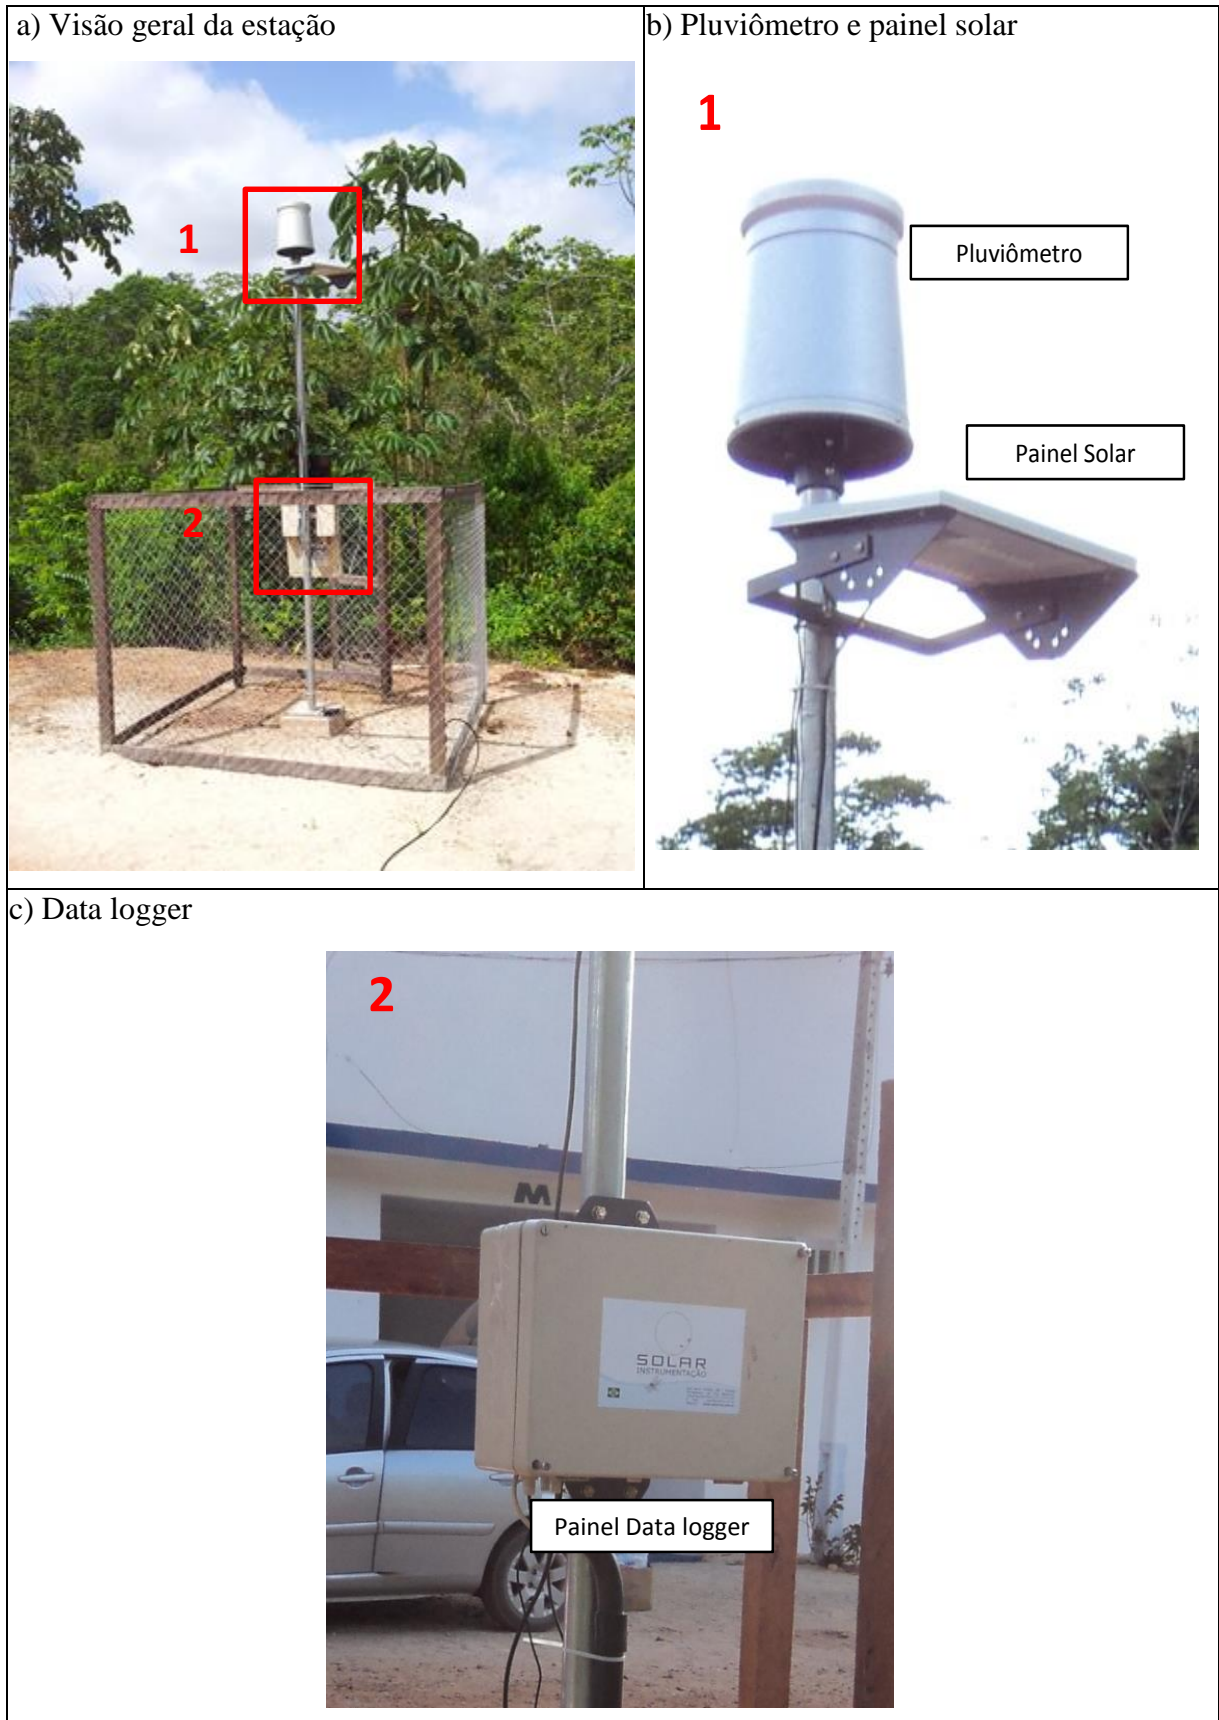 a) Visão geral da estação
b) Pluviômetro e painel solar
1
2
1
Pluviômetro
Painel Solar
c) Data logger
2
M
SOLAR
INSTRUMENTAÇÃO
Painel Data logger